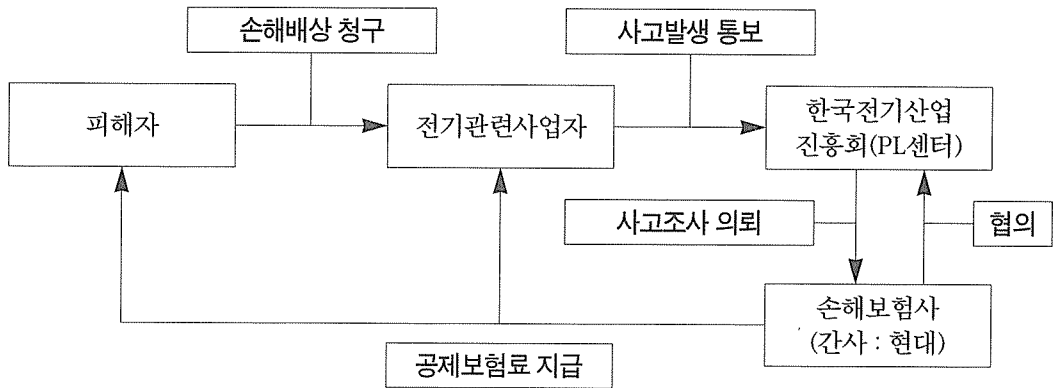 손해배상 청구
사고발생 통보
피해자
전기관련사업자
한국전기산업
진흥회(PL센터)
사고조사 의뢰
협의
손해보험사
(간사 : 현대)
공제보험료 지급